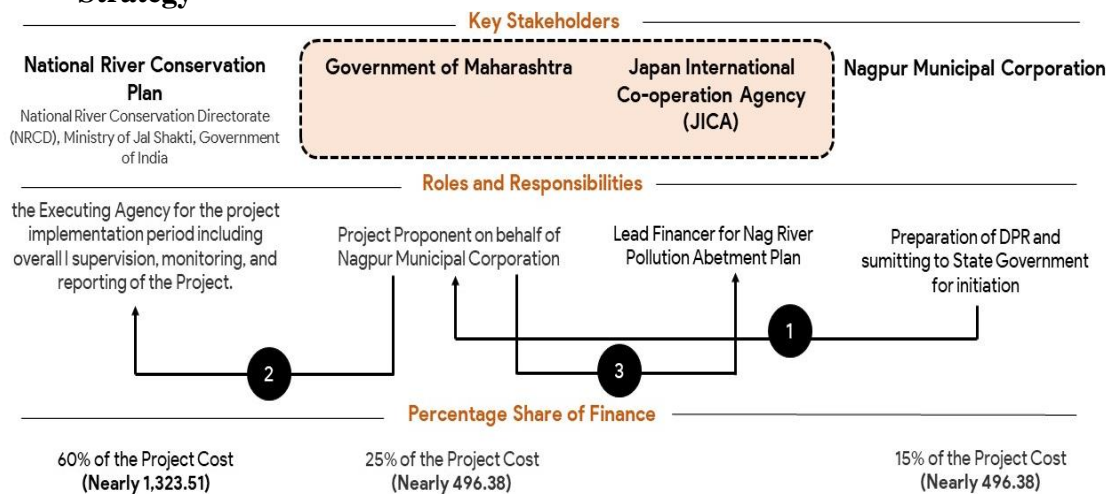 Strategy
Key Stakeholders
National River Conservation
Plan
National River Conservation Directorate
(NRCD), Ministry of Jal Shakti, Government
of India
Government of Maharashtra
Japan International
Co-operation Agency
(JICA)
Nagpur Municipal Corporation
Roles and Responsibilities
the Executing Agency for the project
implementation period including
overall l supervision, monitoring, and
reporting of the Project.
Project Proponent on behalf of
Nagpur Municipal Corporation
Lead Financer for Nag River
Pollution Abetment Plan
Preparation of DPR and
sumitting to State Government
for initiation
1
2
3
Percentage Share of Finance
60% of the Project Cost
(Nearly 1,323.51)
25% of the Project Cost
(Nearly 496.38)
15% of the Project Cost
(Nearly 496.38)